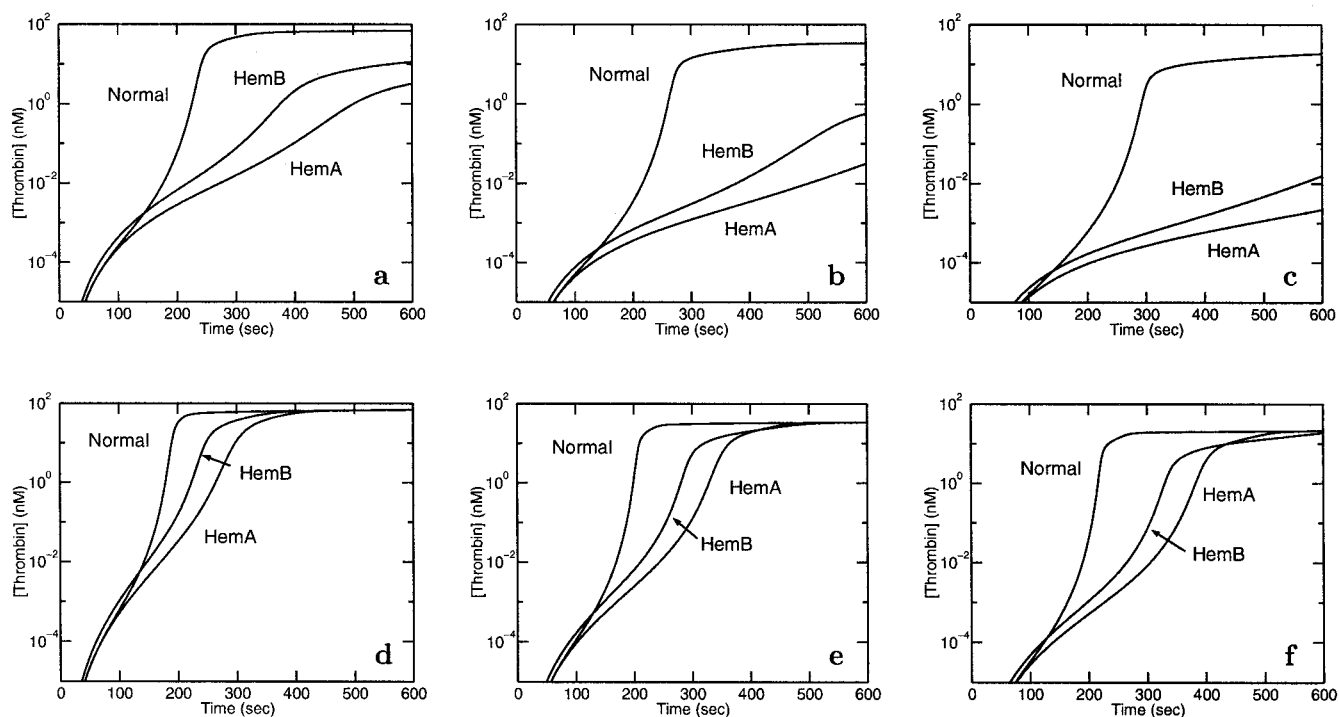 [Thrombin] (nM)
10^2
10^0
10^-2
10^-4
Normal
HemB
HemA
a
0 100 200 300 400 500 600
Time (sec)
[Thrombin] (nM)
10^2
10^0
10^-2
10^-4
Normal
HemB
HemA
b
0 100 200 300 400 500 600
Time (sec)
[Thrombin] (nM)
10^2
10^0
10^-2
10^-4
Normal
HemB
HemA
c
0 100 200 300 400 500 600
Time (sec)
[Thrombin] (nM)
10^2
10^0
10^-2
10^-4
Normal
HemB
HemA
d
0 100 200 300 400 500 600
Time (sec)
[Thrombin] (nM)
10^2
10^0
10^-2
10^-4
Normal
HemA
HemB
e
0 100 200 300 400 500 600
Time (sec)
[Thrombin] (nM)
10^2
10^0
10^-2
10^-4
Normal
HemA
HemB
f
0 100 200 300 400 500 600
Time (sec)